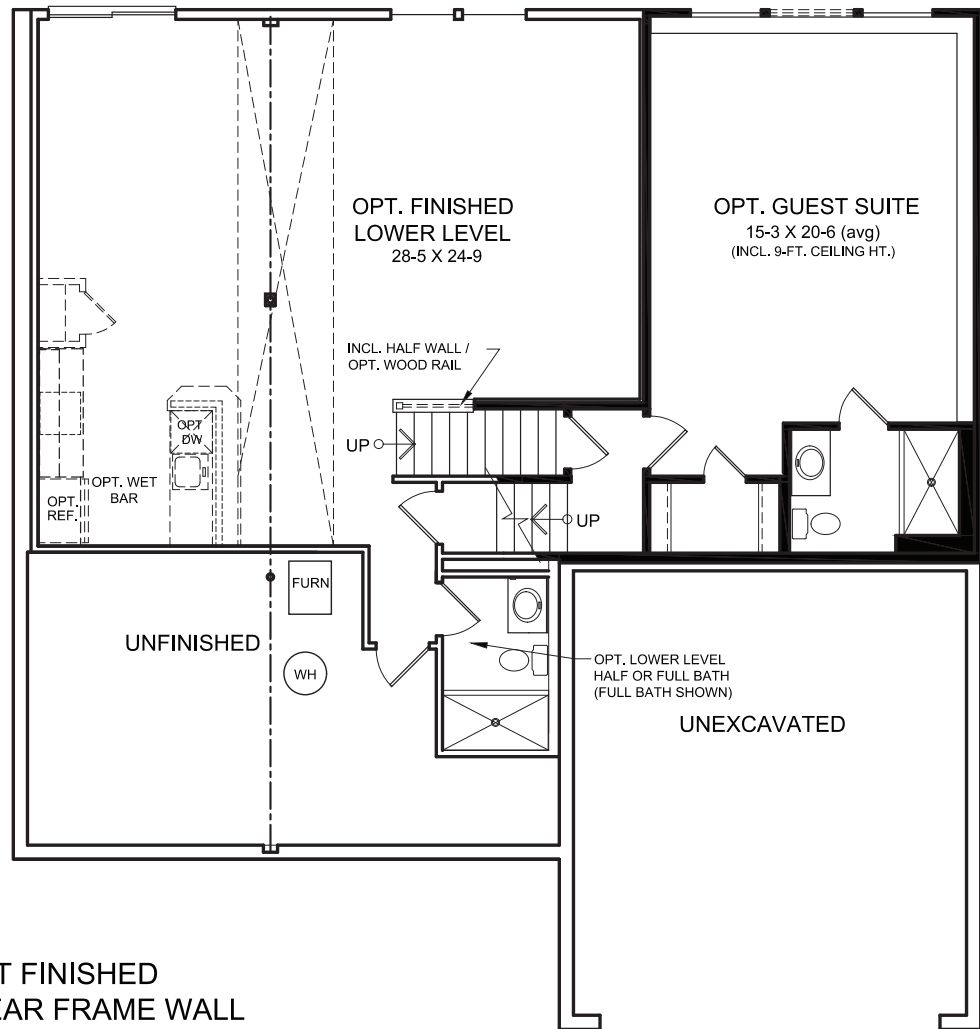 OPT. FINISHED
LOWER LEVEL
28-5 X 24-9
OPT. GUEST SUITE
15-3 X 20-6 (avg)
(INCL. 9-FT. CEILING HT.)
INCL. HALF WALL /
OPT. WOOD RAIL
UP
OPT
DW
OPT. WET
BAR
OPT.
REF.
UP
FURN
UNFINISHED
WH
OPT. LOWER LEVEL
HALF OR FULL BATH
(FULL BATH SHOWN)
UNEXCAVATED
T FINISHED
EAR FRAME WALL